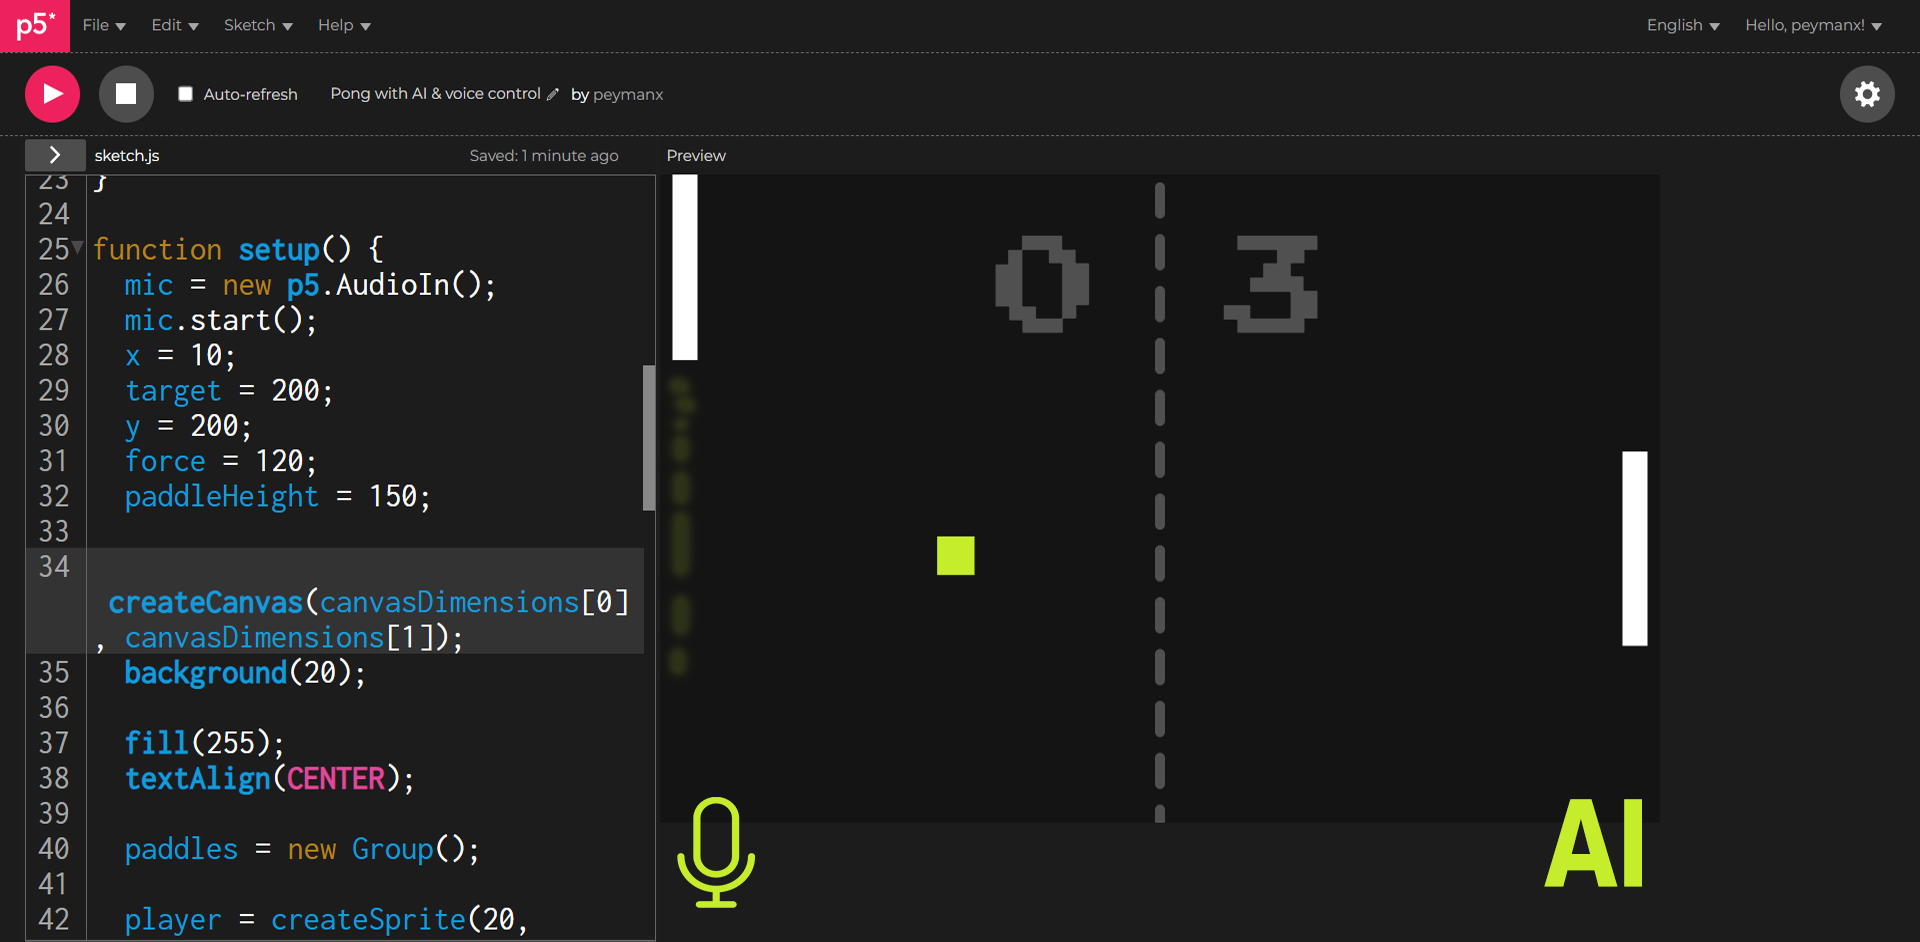 p5* File Edit Sketch Help English Hello, peymanx!
Auto-refresh Pong with AI & voice control by peymanx
sketch.js Saved: 1 minute ago Preview
23 }
24
25 function setup() {
26 mic = new p5.AudioIn();
27 mic.start();
28 x = 10;
29 target = 200;
30 y = 200;
31 force = 120;
32 paddleHeight = 150;
33
34
createCanvas(canvasDimensions[0]
, canvasDimensions[1]);
35 background(20);
36
37 fill(255);
38 textAlign(CENTER);
39
40 paddles = new Group();
41
42 player = createSprite(20,
0 3
AI